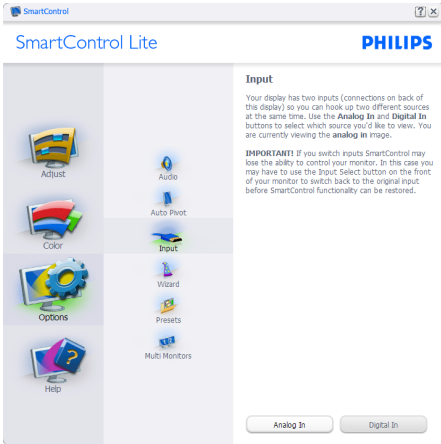 SmartControl
SmartControl Lite
PHILIPS
Adjust
Color
Options
Help
Audio
Auto Pivot
Input
Wizard
Presets
Multi Monitors
Input
Your display has two inputs (connections on back of
this display) so you can hook up two different sources
at the same time. Use the Analog In and Digital In
buttons to select which source you'd like to view. You
are currently viewing the analog in image.
IMPORTANT! If you switch inputs SmartControl may
lose the ability to control your monitor. In this case you
may have to use the Input Select button on the front
of your monitor to switch back to the original input
before SmartControl functionality can be restored.
Analog In
Digital In